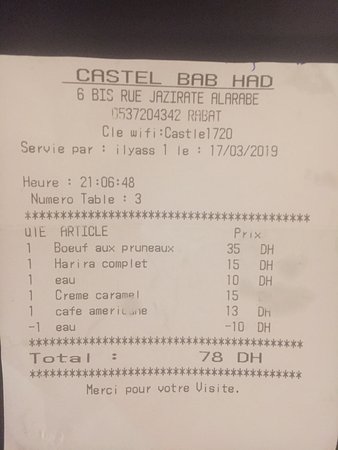 CASTEL BAB HAD
6 BIS RUE JAZIRATE ALARABE
0537204342 RABAT
Cle wifi:Castle1720
Servie par : ilyass 1 le : 17/03/2019
Heure : 21:06:48
Numero Table : 3
******************************************
QTE ARTICLE Prix
1 Boeuf aux pruneaux 35 DH
1 Harira complet 15 DH
1 eau 10 DH
1 Creme caramel 15
1 cafe americane 13 DH
-1 eau -10 DH
******************************************
Total : 78 DH
******************************************
Merci pour votre Visite.